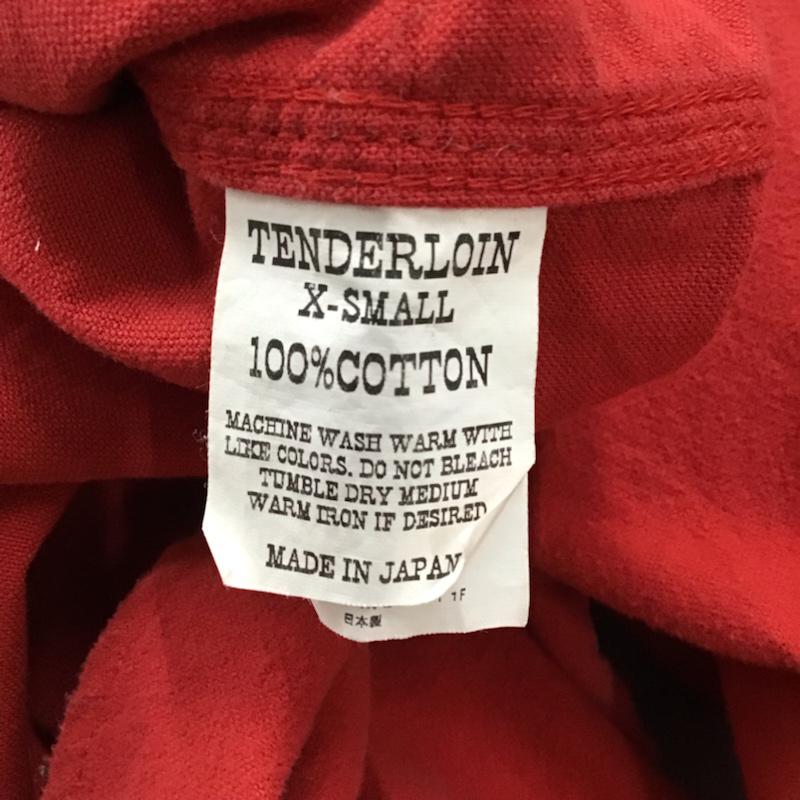 TENDERLOIN
X-SMALL
100%COTTON
MACHINE WASH WARM WITH
LIKE COLORS. DO NOT BLEACH
TUMBLE DRY MEDIUM
WARM IRON IF DESIRED
MADE IN JAPAN
1F
日本製